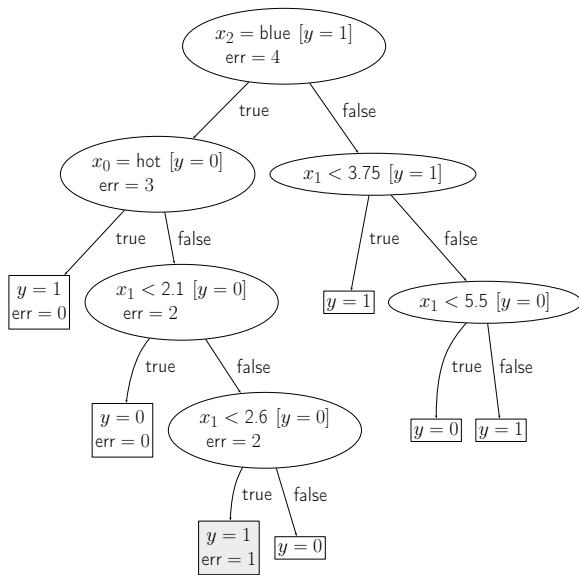 x₂ = blue [y = 1]
err = 4
true
false
x₀ = hot [y = 0]
err = 3
x₁ < 3.75 [y = 1]
true
false
true
false
y = 1
err = 0
x₁ < 2.1 [y = 0]
err = 2
y = 1
x₁ < 5.5 [y = 0]
true
false
true
false
y = 0
err = 0
x₁ < 2.6 [y = 0]
err = 2
y = 0
y = 1
true
false
y = 1
err = 1
y = 0